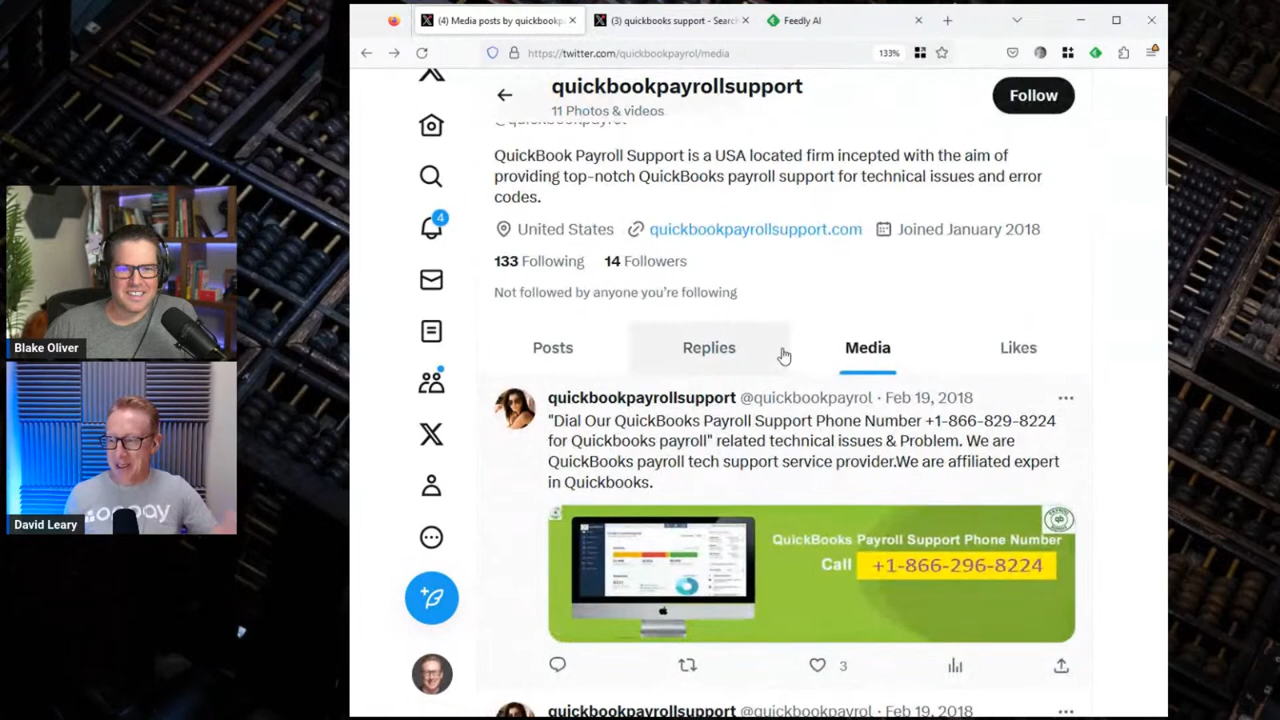 (4) Media posts by quickbookp
(3) quickbooks support - Searc
Feedly AI
https://twitter.com/quickbookpayrol/media
133%
quickbookpayrollsupport
11 Photos & videos
Follow
@quickbookpayrol
QuickBook Payroll Support is a USA located firm incepted with the aim of
providing top-notch QuickBooks payroll support for technical issues and error
codes.
United States quickbookpayrollsupport.com Joined January 2018
133 Following 14 Followers
Not followed by anyone you're following
4
Posts Replies Media Likes
quickbookpayrollsupport @quickbookpayrol · Feb 19, 2018
"Dial Our QuickBooks Payroll Support Phone Number +1-866-829-8224
for Quickbooks payroll" related technical issues & Problem. We are
QuickBooks payroll tech support service provider.We are affiliated expert
in Quickbooks.
QuickBooks Payroll Support Phone Number
Call +1-866-296-8224
3
quickbookpayrollsupport @quickbookpayrol · Feb 19, 2018
Blake Oliver
David Leary